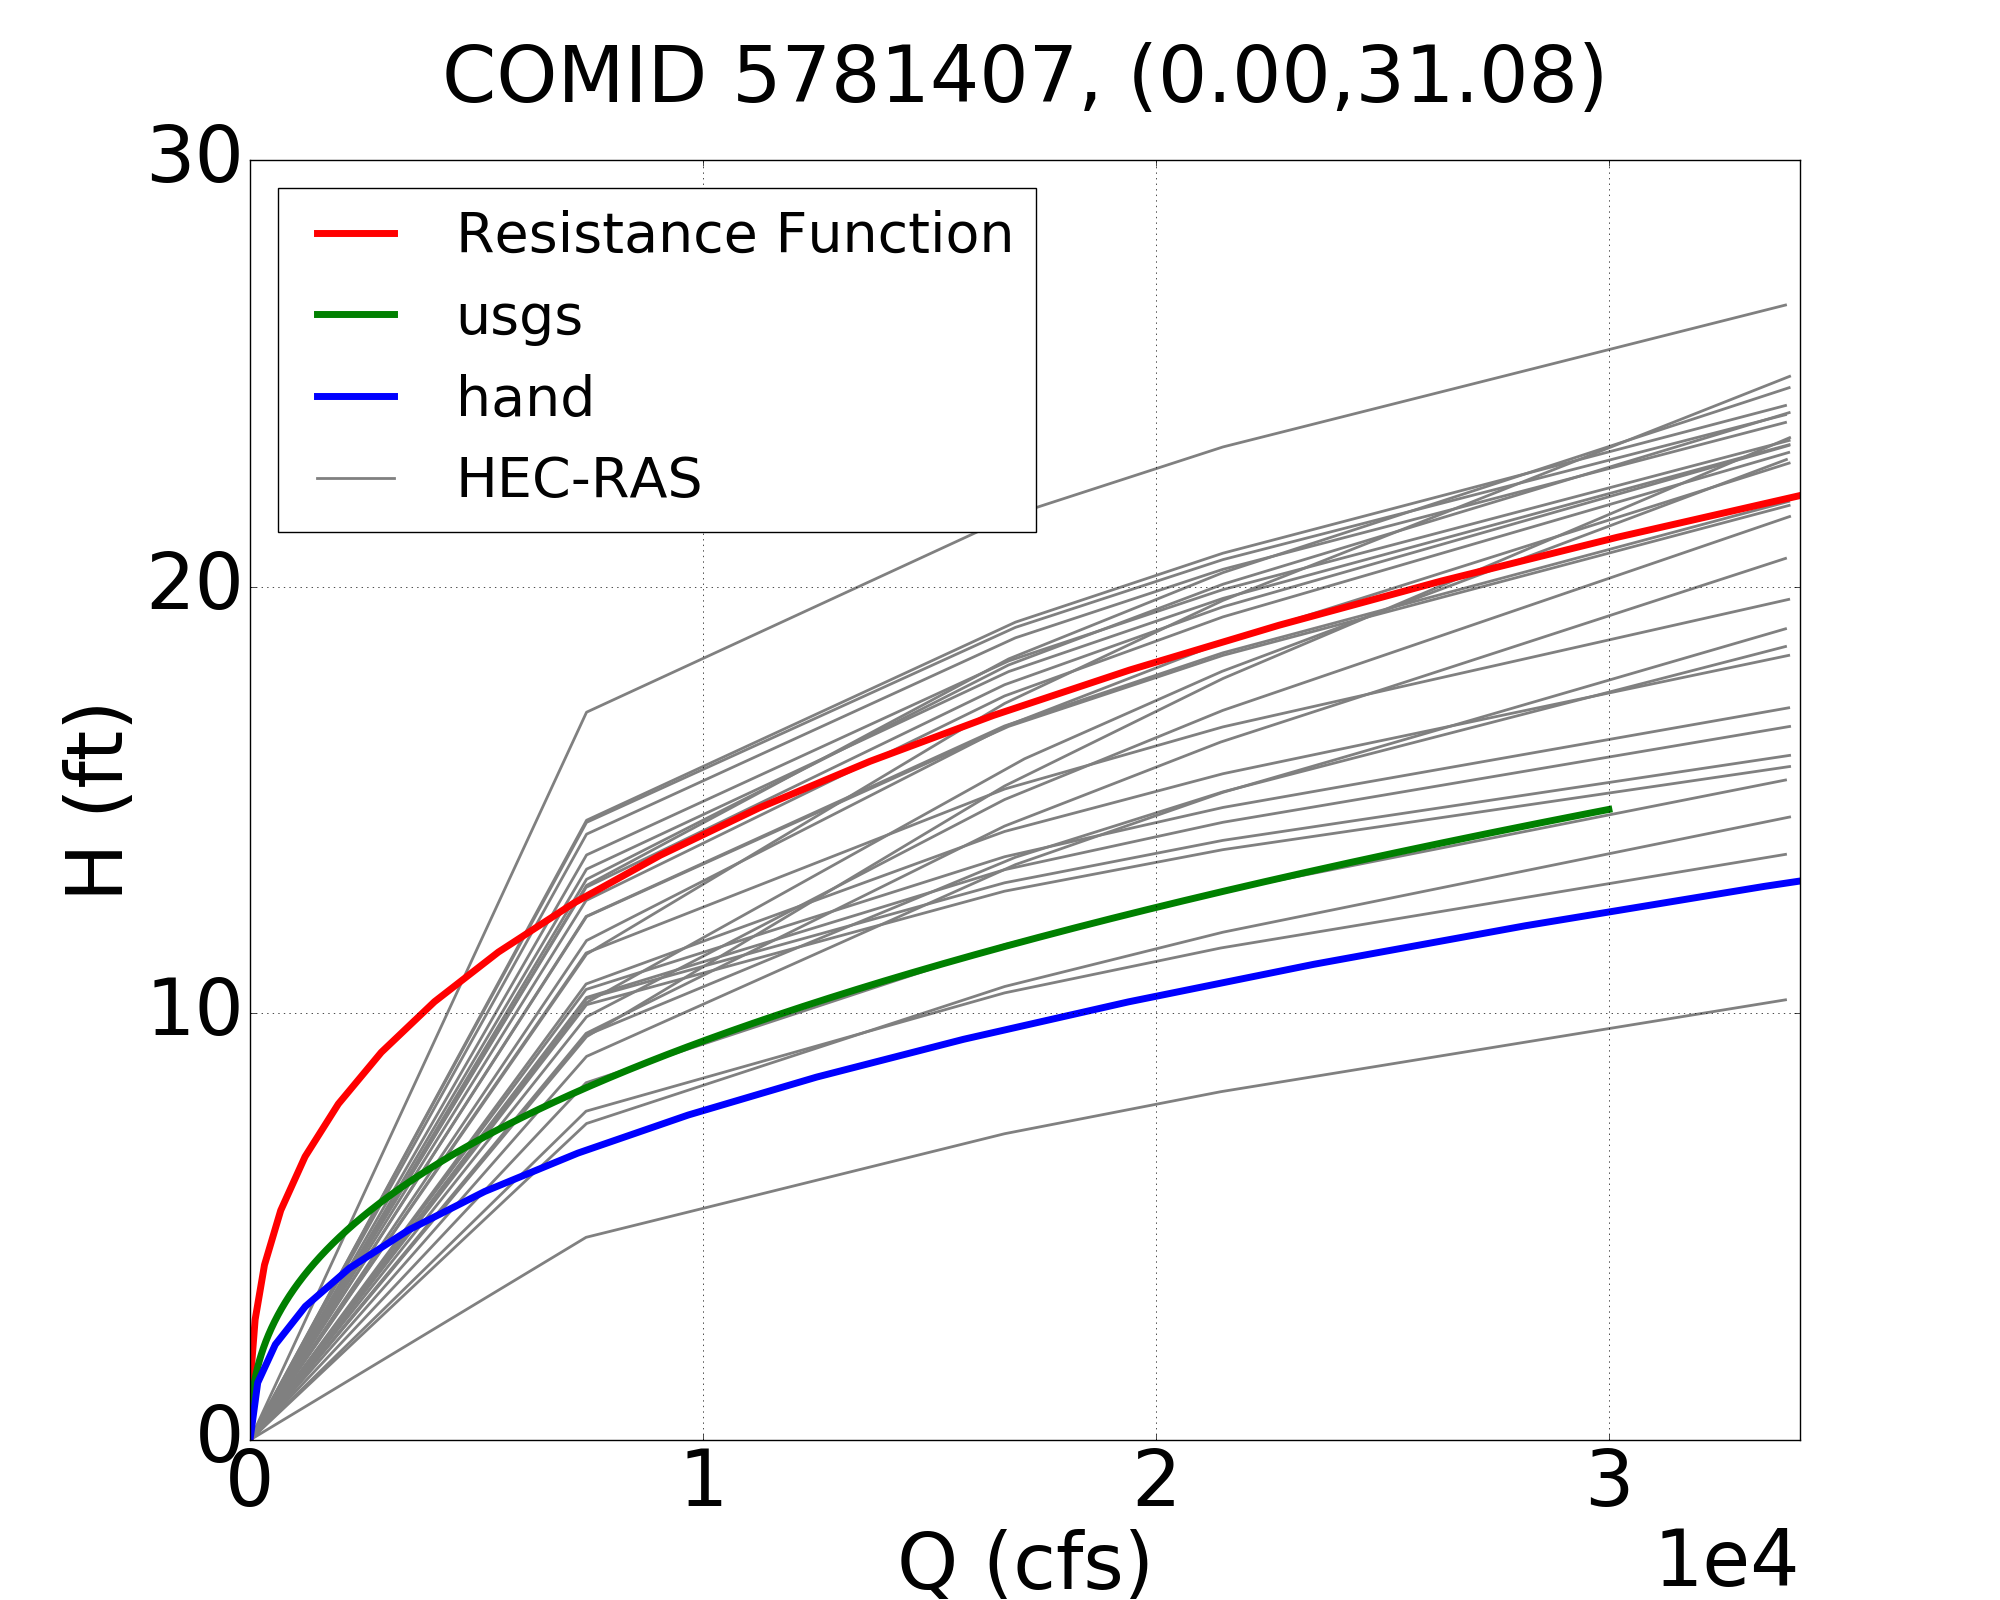 COMID 5781407, (0.00,31.08)
30
20
10
0
H (ft)
Resistance Function
usgs
hand
HEC-RAS
0 1 2 3
Q (cfs)
1e4